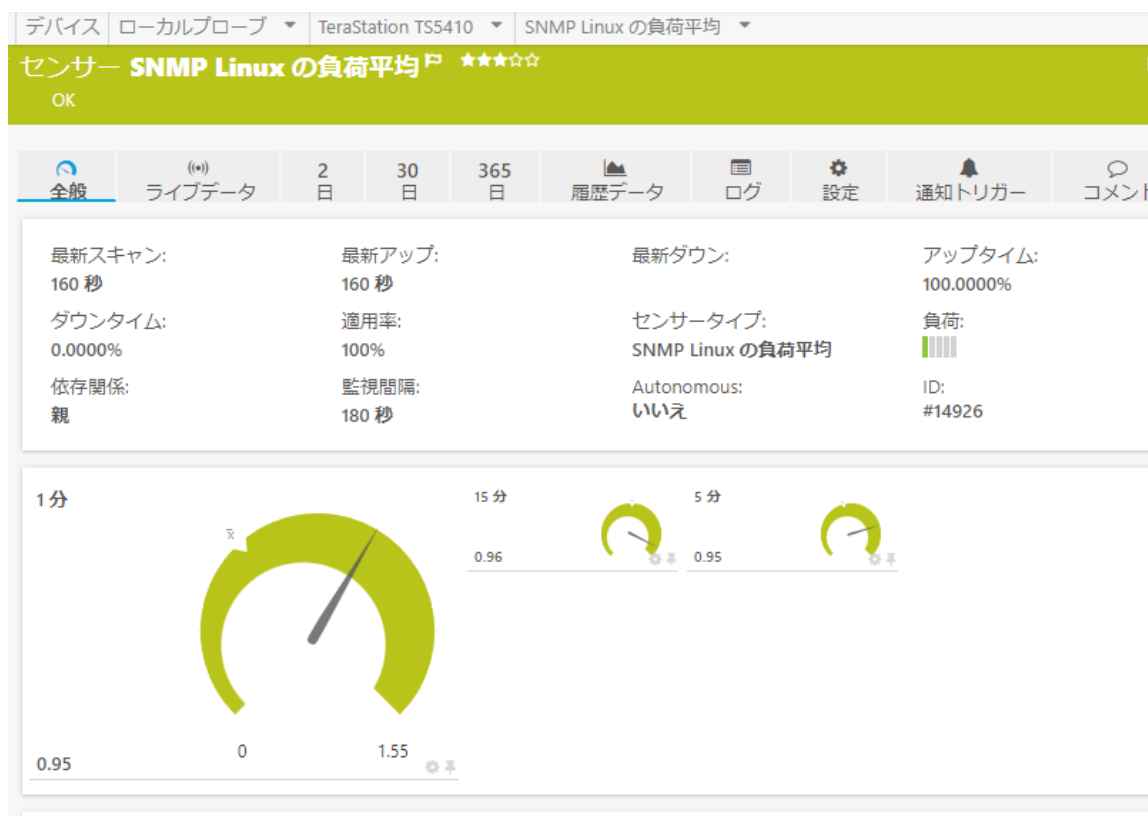 デバイス ローカルプローブ TeraStation TS5410 SNMP Linux の負荷平均
センサー SNMP Linux の負荷平均
OK
全般 ライブデータ 2日 30日 365日 履歴データ ログ 設定 通知トリガー コメント
最新スキャン: 最新アップ: 最新ダウン: アップタイム:
160 秒 160 秒 100.0000%
ダウンタイム: 適用率: センサータイプ: 負荷:
0.0000% 100% SNMP Linux の負荷平均
依存関係: 監視間隔: Autonomous: ID:
親 180 秒 いいえ #14926
1 分 15 分 5 分
x̄
0.96 0.95
0 1.55
0.95